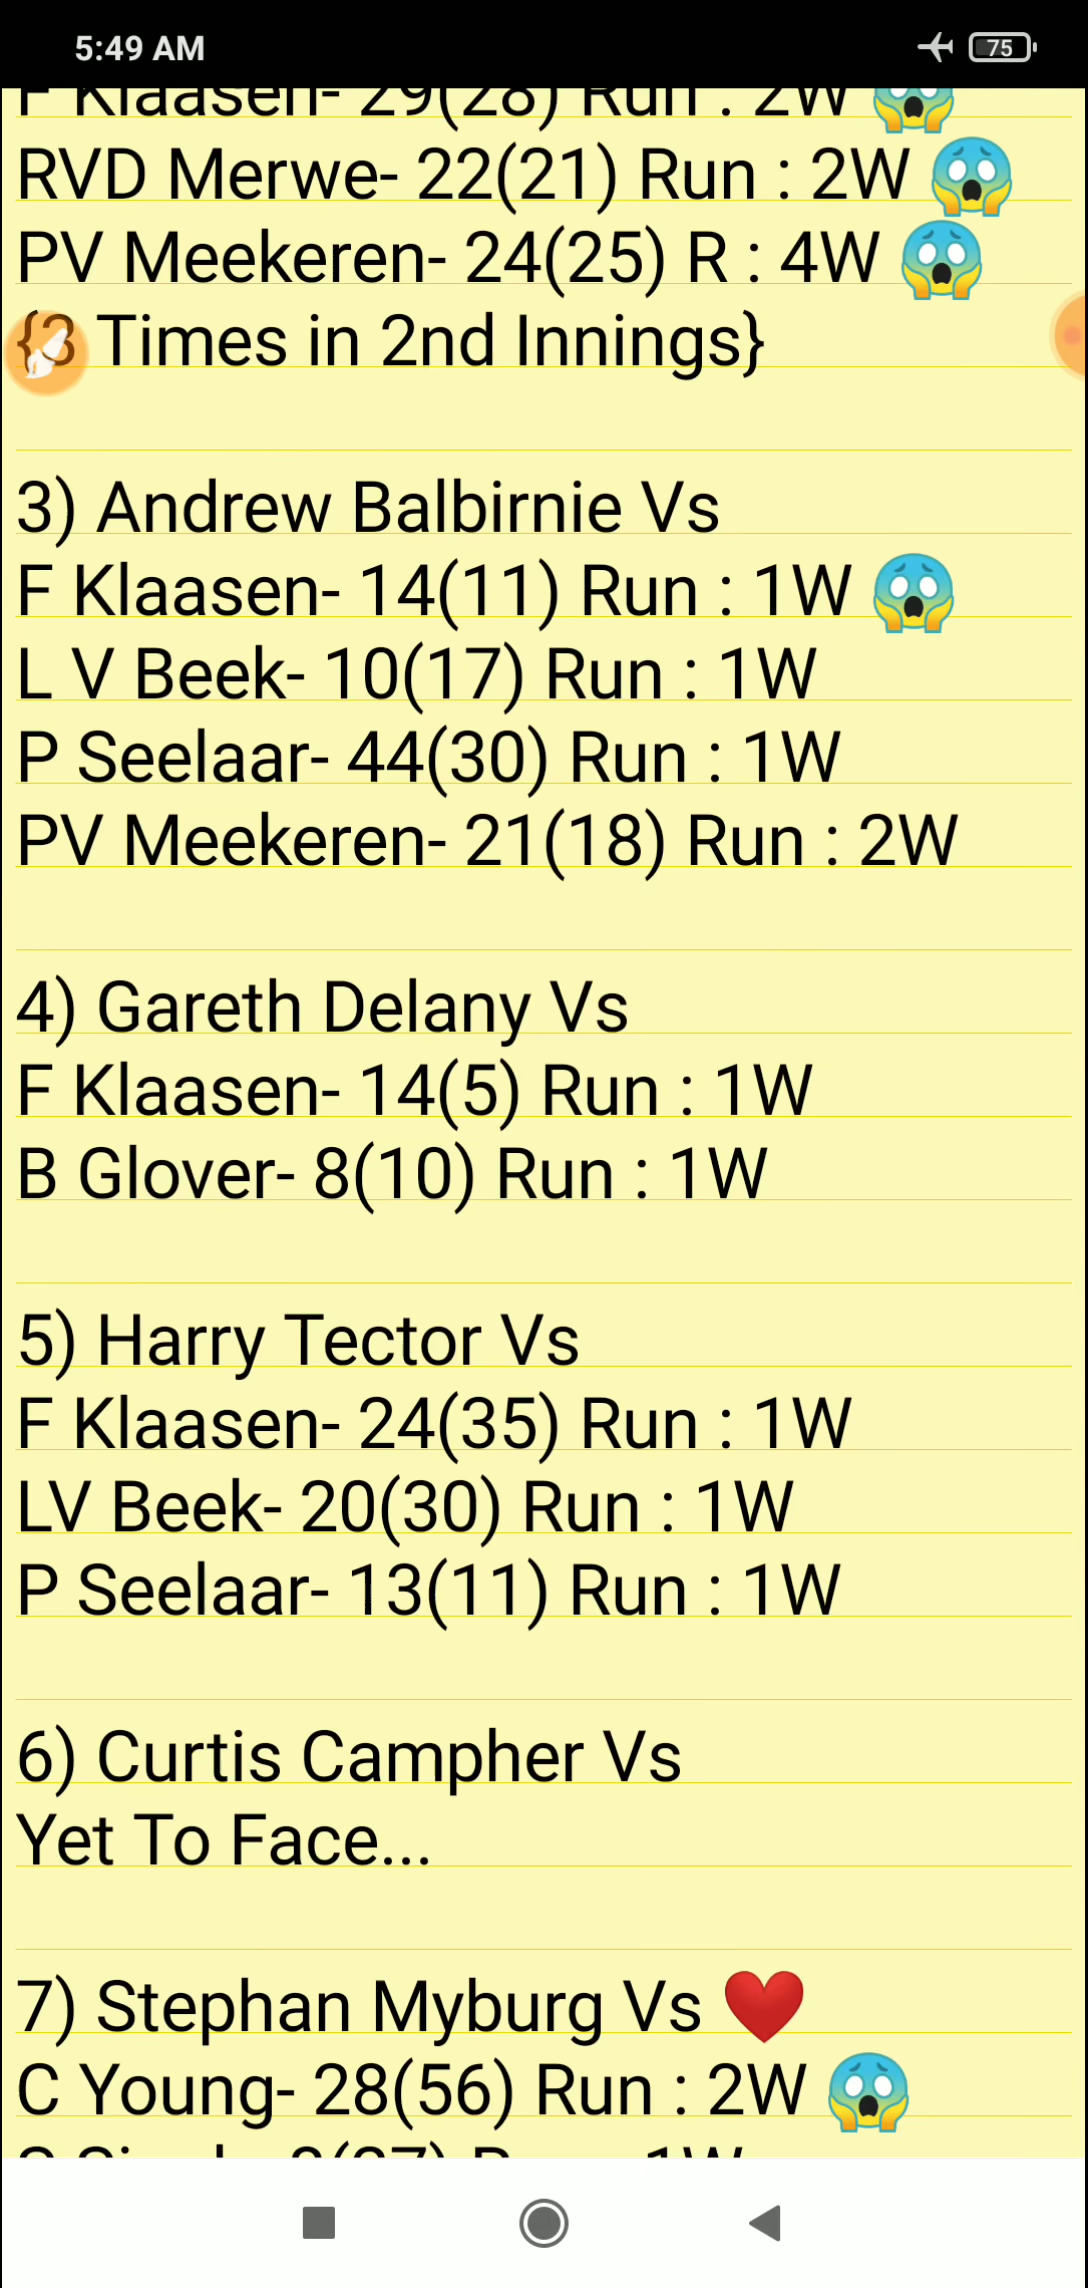 5:49 AM
75
F Klaasen- 29(28) Run : 2W 😱
RVD Merwe- 22(21) Run : 2W 😱
PV Meekeren- 24(25) R : 4W 😱
{3 Times in 2nd Innings}
3) Andrew Balbirnie Vs
F Klaasen- 14(11) Run : 1W 😱
L V Beek- 10(17) Run : 1W
P Seelaar- 44(30) Run : 1W
PV Meekeren- 21(18) Run : 2W
4) Gareth Delany Vs
F Klaasen- 14(5) Run : 1W
B Glover- 8(10) Run : 1W
5) Harry Tector Vs
F Klaasen- 24(35) Run : 1W
LV Beek- 20(30) Run : 1W
P Seelaar- 13(11) Run : 1W
6) Curtis Campher Vs
Yet To Face...
7) Stephan Myburg Vs ❤️
C Young- 28(56) Run : 2W 😱